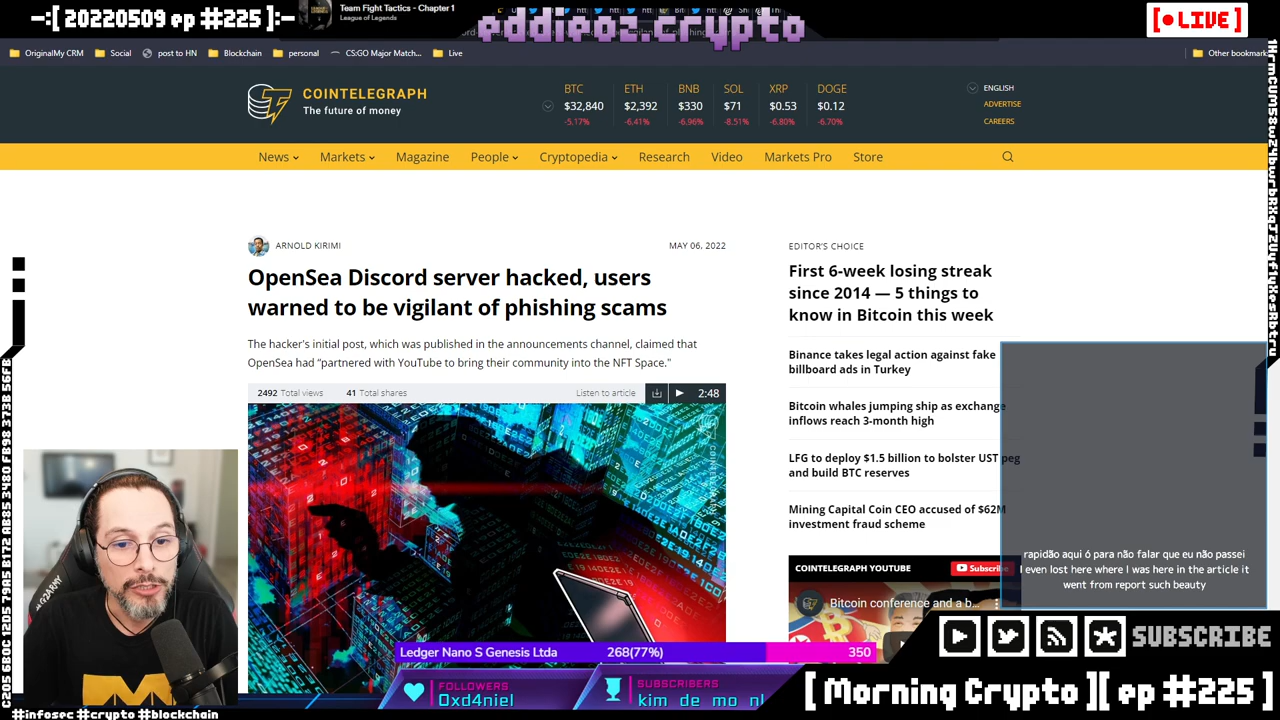 -:[ 20220509 ep #225 ]:-
Team Fight Tactics - Chapter 1
League of Legends
eddieoz.crypto
[● LIVE ]
OriginalMy CRM
Social
post to HN
Blockchain
personal
CS:GO Major Match...
Live
Other bookmark
COINTELEGRAPH
The future of money
BTC ETH BNB SOL XRP DOGE
$32,840 $2,392 $330 $71 $0.53 $0.12
-5.17% -6.41% -6.96% -8.51% -6.80% -6.70%
ENGLISH
ADVERTISE
CAREERS
News Markets Magazine People Cryptopedia Research Video Markets Pro Store
ARNOLD KIRIMI
MAY 06, 2022
OpenSea Discord server hacked, users
warned to be vigilant of phishing scams
The hacker's initial post, which was published in the announcements channel, claimed that
OpenSea had “partnered with YouTube to bring their community into the NFT Space."
2492 Total views 41 Total shares Listen to article 2:48
EDITOR'S CHOICE
First 6-week losing streak
since 2014 — 5 things to
know in Bitcoin this week
Binance takes legal action against fake
billboard ads in Turkey
Bitcoin whales jumping ship as exchange
inflows reach 3-month high
LFG to deploy $1.5 billion to bolster UST peg
and build BTC reserves
Mining Capital Coin CEO accused of $62M
investment fraud scheme
COINTELEGRAPH YOUTUBE
Subscribe
Bitcoin conference and a b...
rapidão aqui ó para não falar que eu não passei
I even lost here where I was here in the article it
went from report such beauty
Ledger Nano S Genesis Ltda 268(77%) 350
FOLLOWERS
0xd4niel
SUBSCRIBERS
kim_de_mo_nl
SUBSCRIBE
[ Morning Crypto ][ ep #225 ]
#infosec #crypto #blockchain